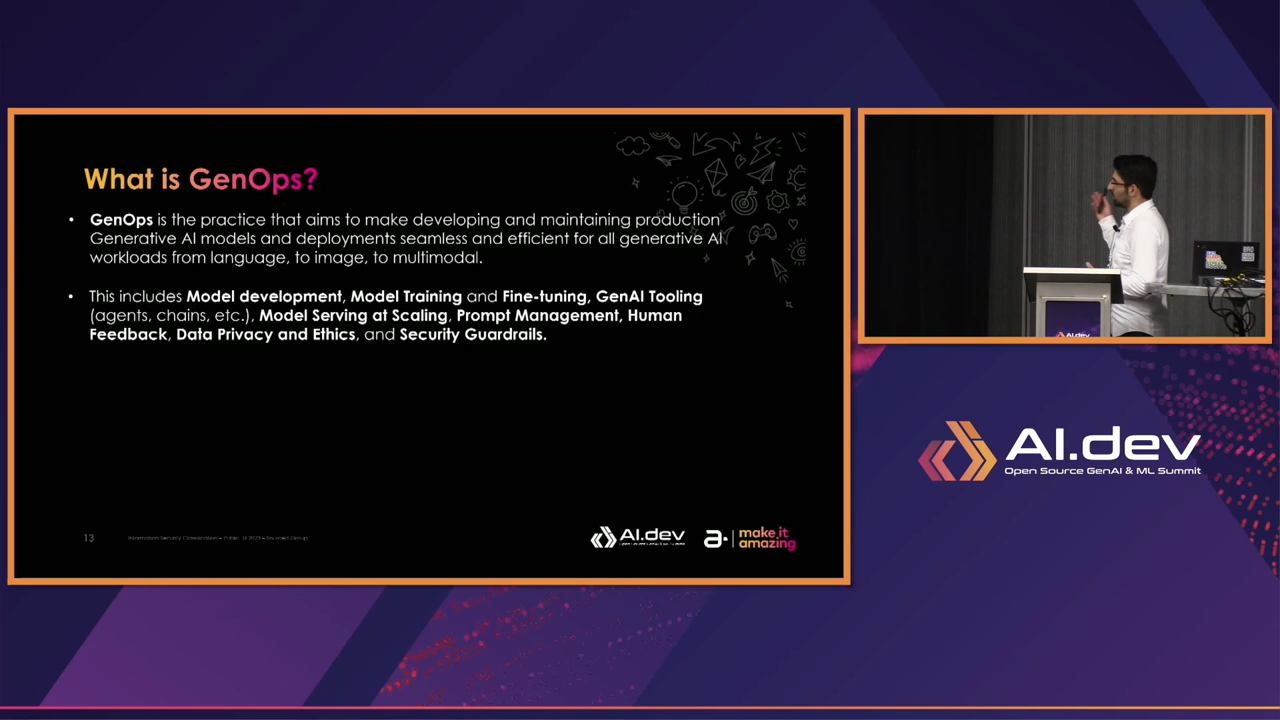 What is GenOps?
• GenOps is the practice that aims to make developing and maintaining production
Generative AI models and deployments seamless and efficient for all generative AI
workloads from language, to image, to multimodal.
• This includes Model development, Model Training and Fine-tuning, GenAI Tooling
(agents, chains, etc.), Model Serving at Scaling, Prompt Management, Human
Feedback, Data Privacy and Ethics, and Security Guardrails.
13
AI.dev
a
make it
amazing
AI.dev
AI.dev
Open Source GenAI & ML Summit